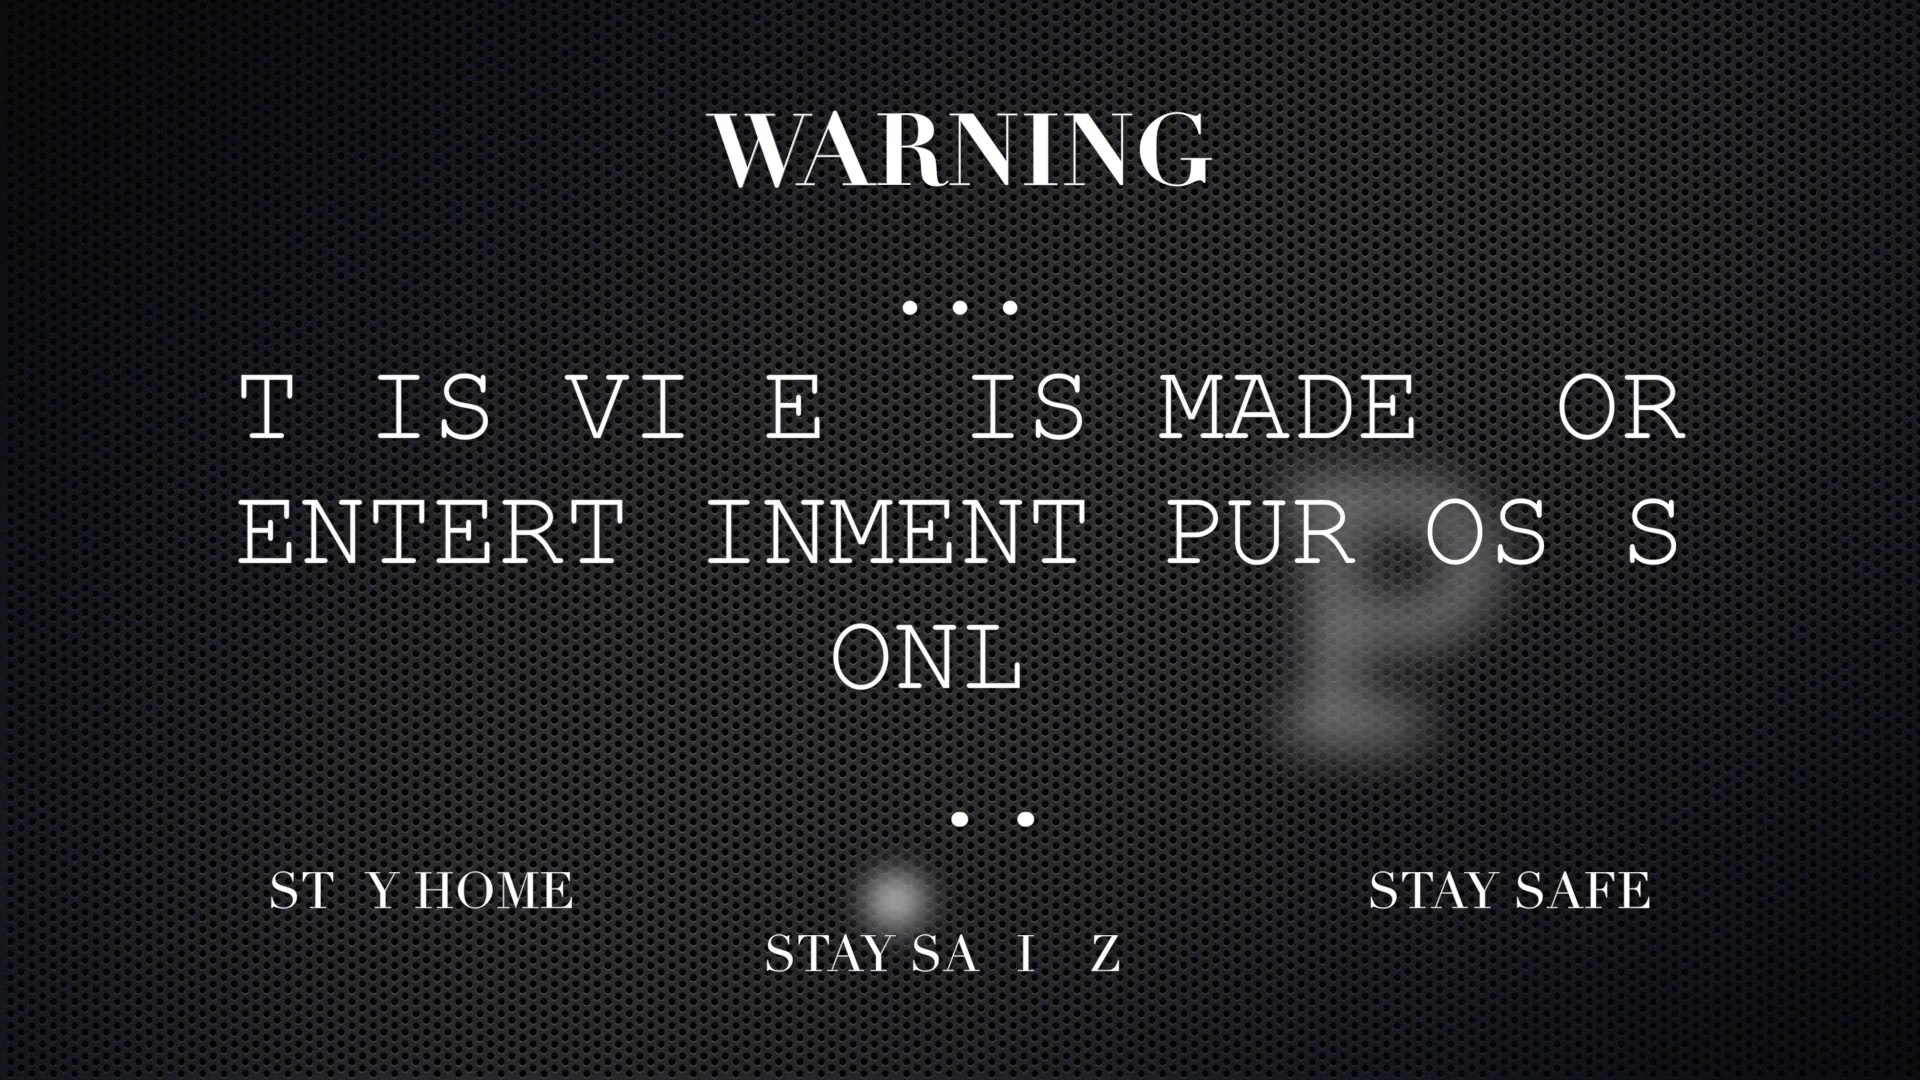 WARNING
...
T IS VI E IS MADE OR
ENTERT INMENT PUR OS S
ONL
..
ST Y HOME
STAY SAFE
STAY SA I Z